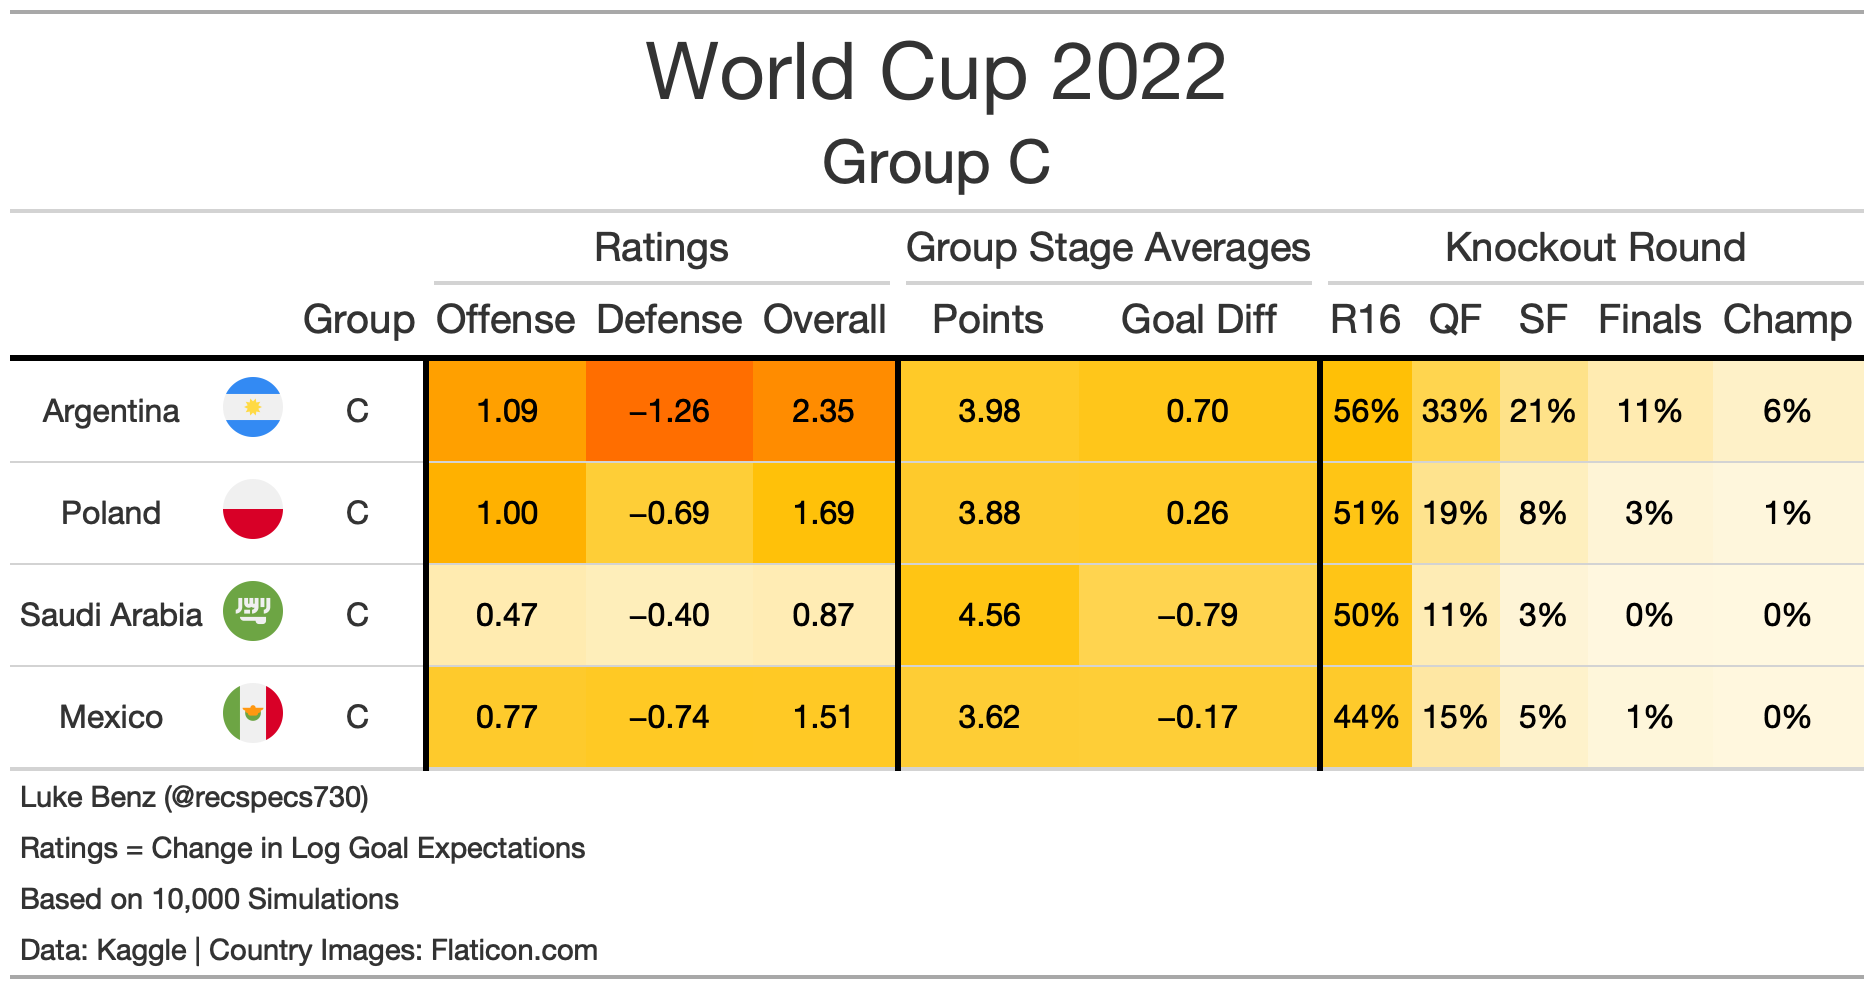 World Cup 2022
Group C
Ratings Group Stage Averages Knockout Round
Group Offense Defense Overall Points Goal Diff R16 QF SF Finals Champ
Argentina C 1.09 −1.26 2.35 3.98 0.70 56% 33% 21% 11% 6%
Poland C 1.00 −0.69 1.69 3.88 0.26 51% 19% 8% 3% 1%
Saudi Arabia C 0.47 −0.40 0.87 4.56 −0.79 50% 11% 3% 0% 0%
Mexico C 0.77 −0.74 1.51 3.62 −0.17 44% 15% 5% 1% 0%
Luke Benz (@recspecs730)
Ratings = Change in Log Goal Expectations
Based on 10,000 Simulations
Data: Kaggle | Country Images: Flaticon.com